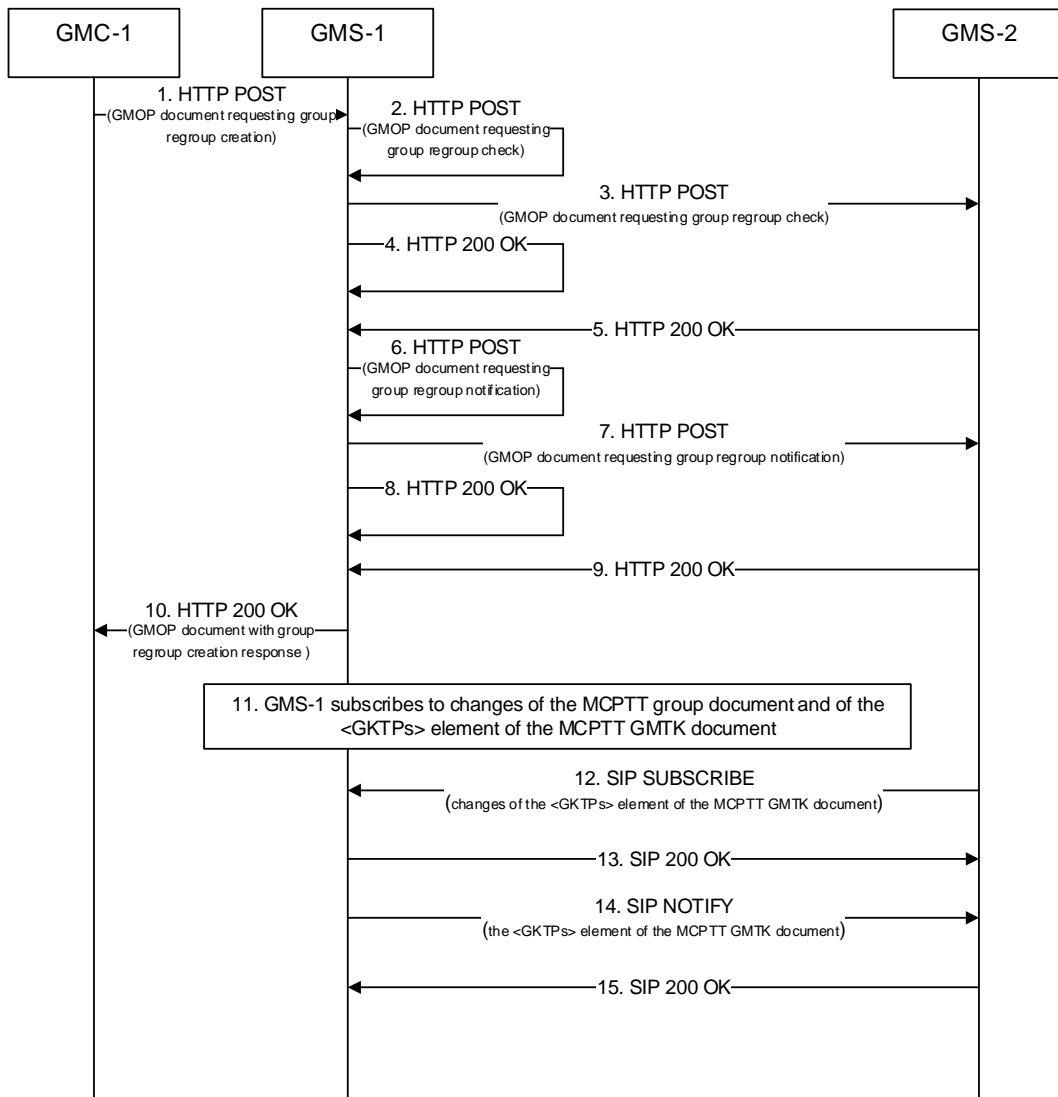 GMC-1
GMS-1
GMS-2
1. HTTP POST
(GMOP document requesting group
regroup creation)
2. HTTP POST
(GMOP document requesting
group regroup check)
3. HTTP POST
(GMOP document requesting group regroup check)
4. HTTP 200 OK
5. HTTP 200 OK
6. HTTP POST
(GMOP document requesting
group regroup notification)
7. HTTP POST
(GMOP document requesting group regroup notification)
8. HTTP 200 OK
9. HTTP 200 OK
10. HTTP 200 OK
(GMOP document with group
regroup creation response )
11. GMS-1 subscribes to changes of the MCPTT group document and of the
<GKTPs> element of the MCPTT GMTK document
12. SIP SUBSCRIBE
(changes of the <GKTPs> element of the MCPTT GMTK document)
13. SIP 200 OK
14. SIP NOTIFY
(the <GKTPs> element of the MCPTT GMTK document)
15. SIP 200 OK